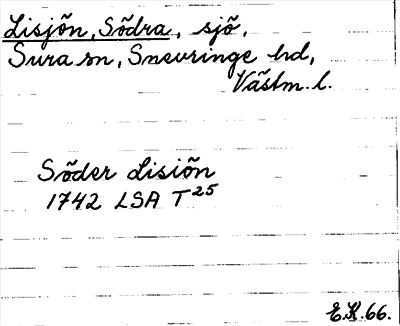 Lisjön, Södra, sjö,
Sura sn, Snevringe hd,
Västm. l.
Söder Lisiön
1742 LSA T25
E.K. 66.